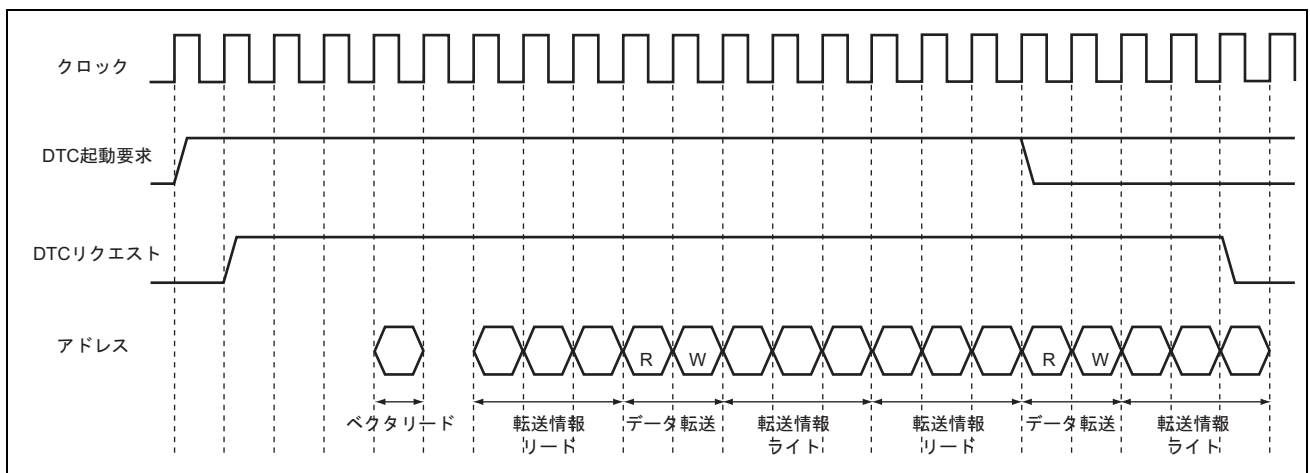 クロック
DTC起動要求
DTCリクエスト
アドレス
R
W
R
W
ベクタリード
転送情報
リード
データ転送
転送情報
ライト
転送情報
リード
データ転送
転送情報
ライト